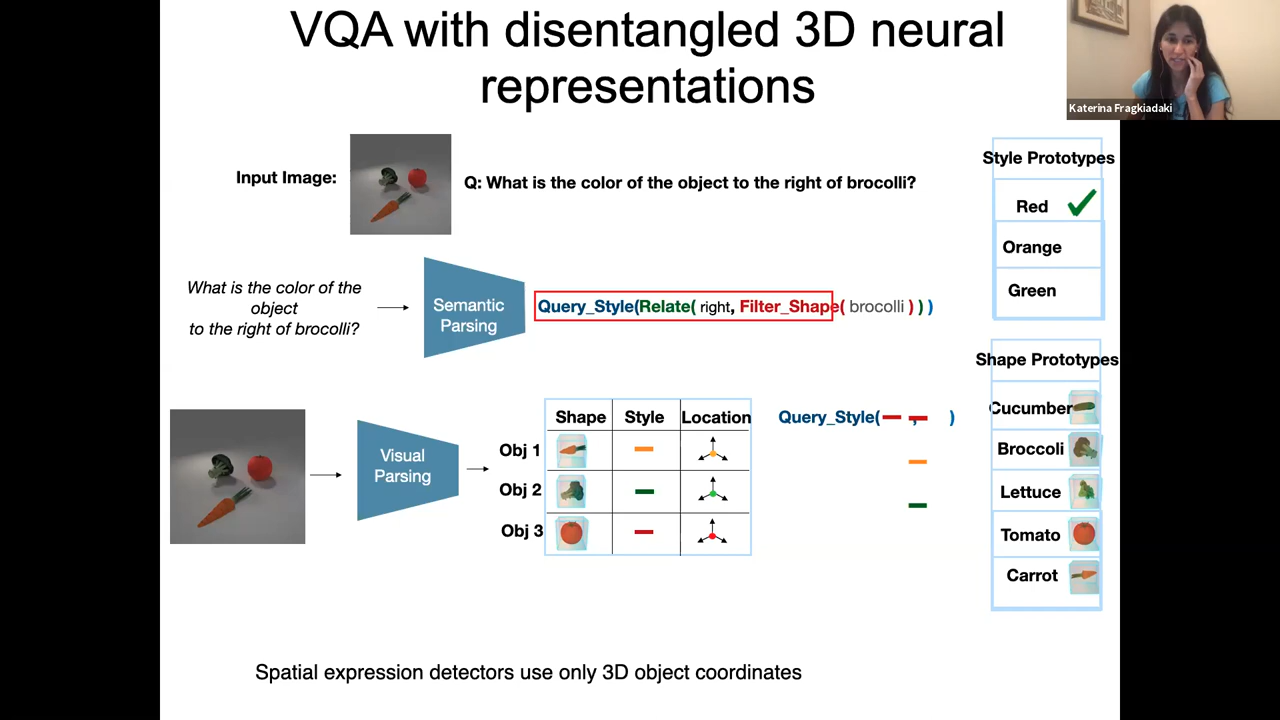 VQA with disentangled 3D neural
representations
Katerina Fragkiadaki
Input Image:
Q: What is the color of the object to the right of brocolli?
Style Prototypes
Red
Orange
Green
What is the color of the
object
to the right of brocolli?
Semantic
Parsing
Query_Style(Relate( right, Filter_Shape( brocolli ) ) )
Shape Prototypes
Cucumber
Broccoli
Lettuce
Tomato
Carrot
Visual
Parsing
Shape Style Location
Obj 1
Obj 2
Obj 3
Query_Style( , )
Spatial expression detectors use only 3D object coordinates